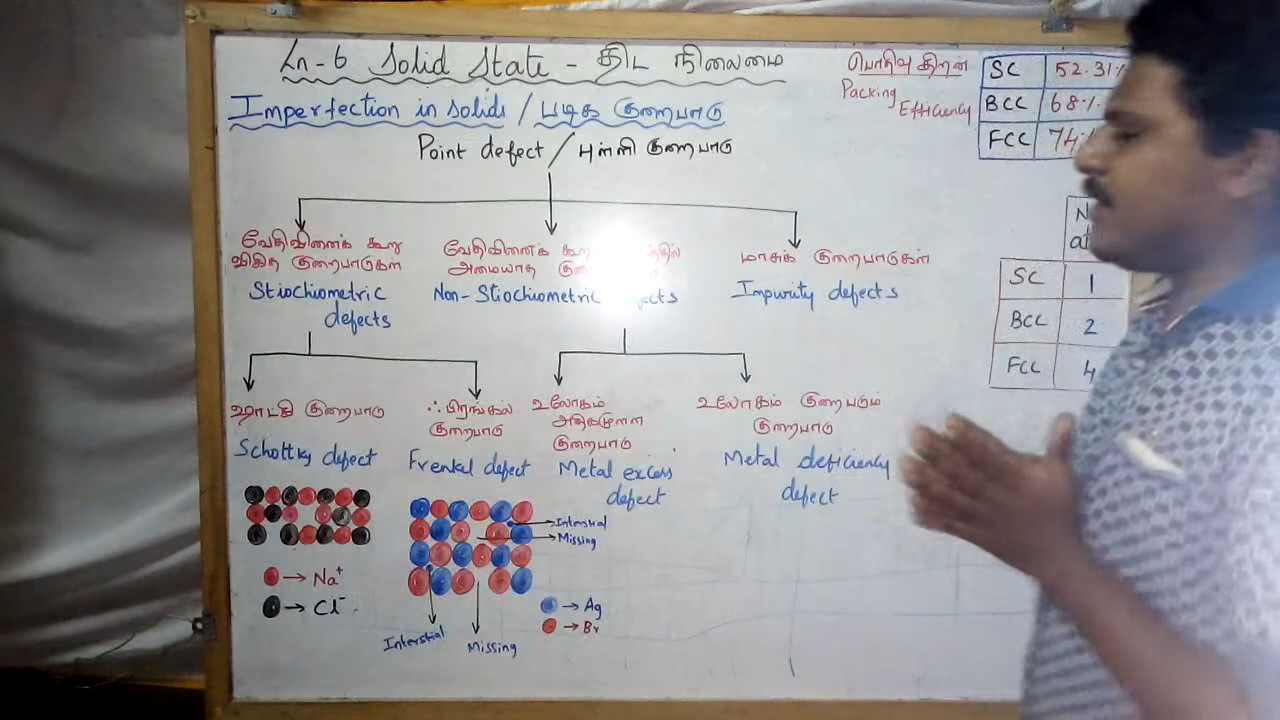 Ln-6 Solid State - திட நிலைமை
Imperfection in solids / படிக குறைபாடு
Point defect / புள்ளி குறைபாடு
பொதிவு திறன்
Packing
Efficiency
SC 52.31%
BCC 68%
FCC 74
SC 1
BCC 2
FCC 4
வேதிவினைக் கூறு
விகித குறைபாடுகள்
Stiochiometric
defects
வேதிவினைக் கூறு
அமையாத
Non-Stiochiometric
மாசுக் குறைபாடுகள்
Impurity defects
ஷாட்கி குறைபாடு
Schottky defect
ஃபிரங்கல்
குறைபாடு
Frenkel defect
உலோகம்
அதிகமுள்ள
குறைபாடு
Metal excess
defect
உலோகம் குறைபடும்
குறைபாடு
Metal deficiency
defect
→ Na⁺
→ Cl⁻
→ Interstial
→ Missing
Interstial
Missing
→ Ag
→ Br